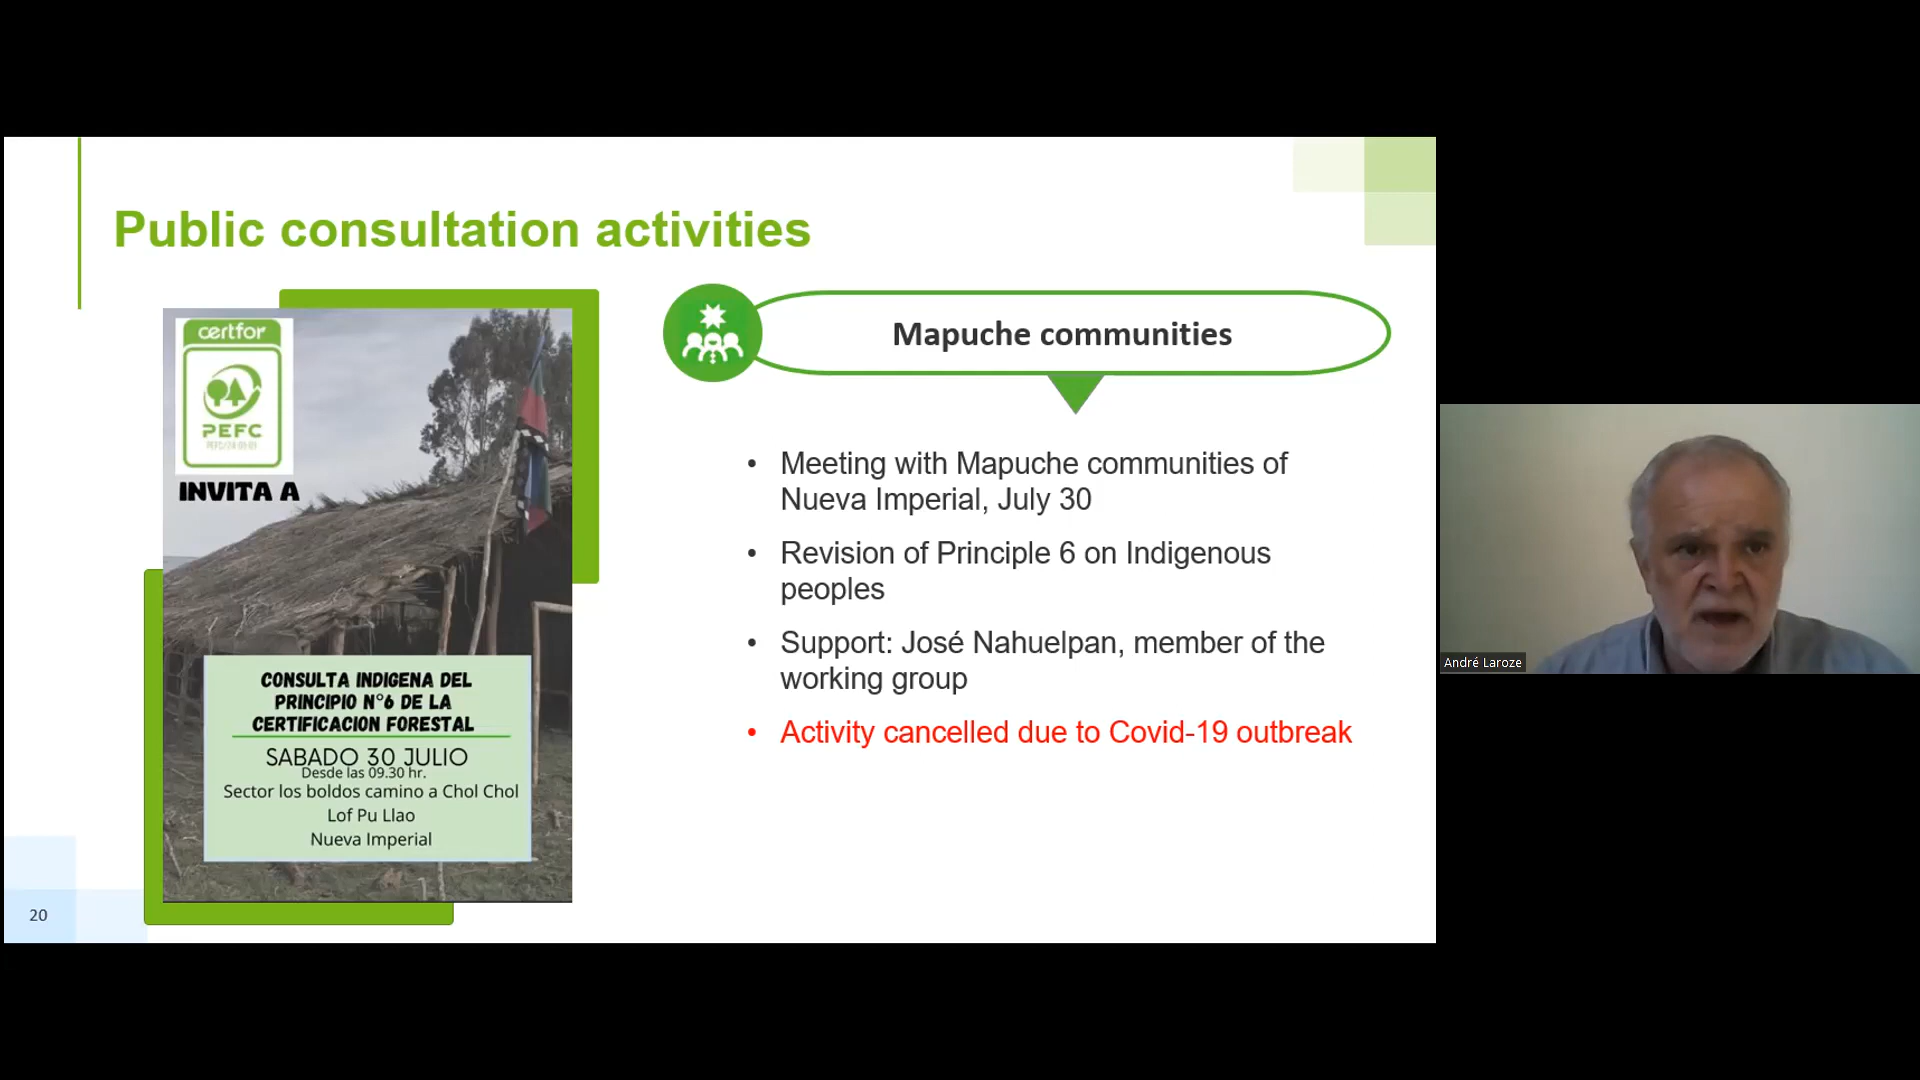 Public consultation activities
certfor
PEFC
INVITA A
CONSULTA INDIGENA DEL
PRINCIPIO N°6 DE LA
CERTIFICACION FORESTAL
SABADO 30 JULIO
Desde las 09.30 hr.
Sector los boldos camino a Chol Chol
Lof Pu Llao
Nueva Imperial
Mapuche communities
• Meeting with Mapuche communities of
Nueva Imperial, July 30
• Revision of Principle 6 on Indigenous
peoples
• Support: José Nahuelpan, member of the
working group
• Activity cancelled due to Covid-19 outbreak
20
André Laroze